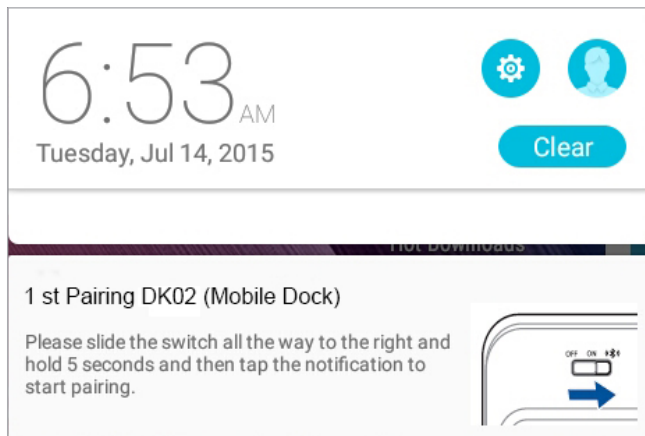 6:53 AM
Tuesday, Jul 14, 2015
Clear
Hot Downloads
1 st Pairing DK02 (Mobile Dock)
Please slide the switch all the way to the right and
hold 5 seconds and then tap the notification to
start pairing.
OFF ON